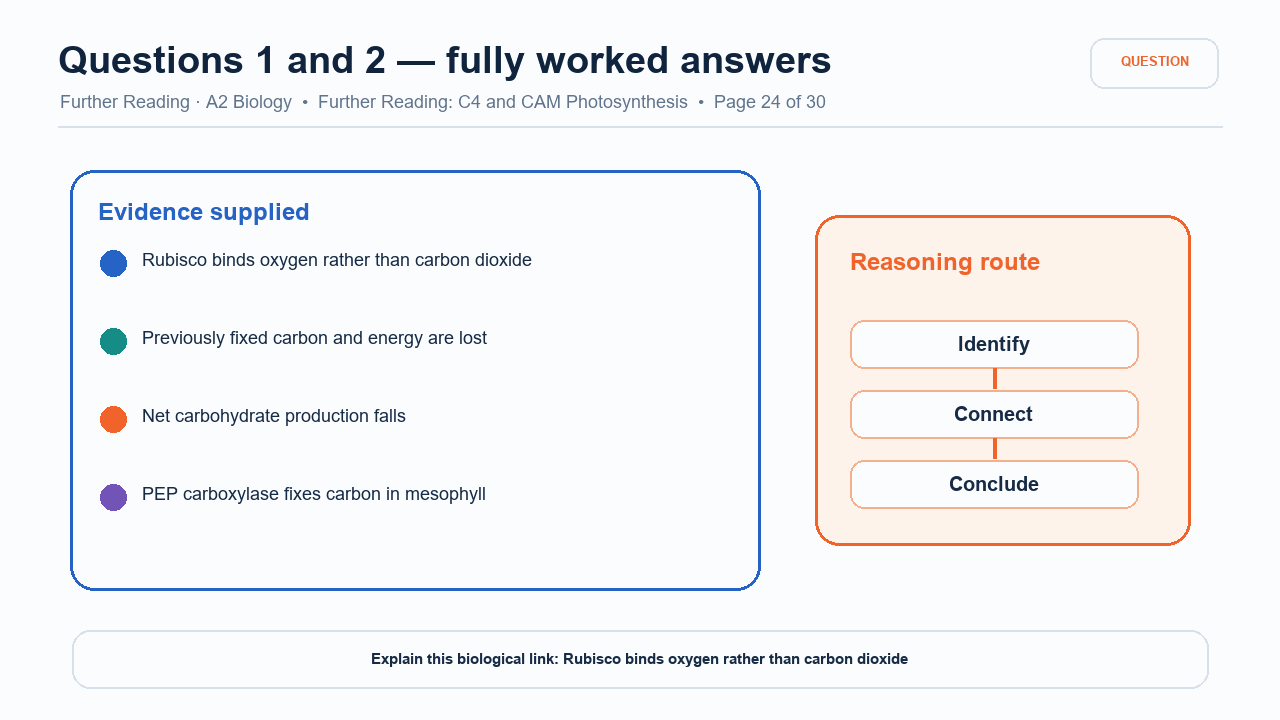 Questions 1 and 2 — fully worked answers
QUESTION
Further Reading · A2 Biology • Further Reading: C4 and CAM Photosynthesis • Page 24 of 30
Evidence supplied
Rubisco binds oxygen rather than carbon dioxide
Previously fixed carbon and energy are lost
Net carbohydrate production falls
PEP carboxylase fixes carbon in mesophyll
Reasoning route
Identify
Connect
Conclude
Explain this biological link: Rubisco binds oxygen rather than carbon dioxide